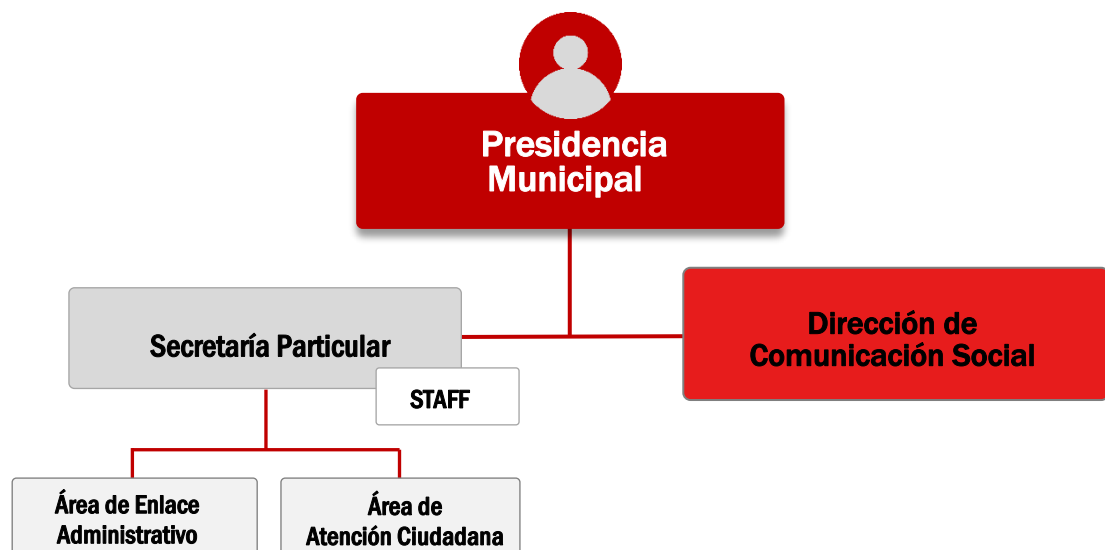 Presidencia
Municipal
Secretaría Particular
STAFF
Dirección de
Comunicación Social
Área de Enlace
Administrativo
Área de
Atención Ciudadana